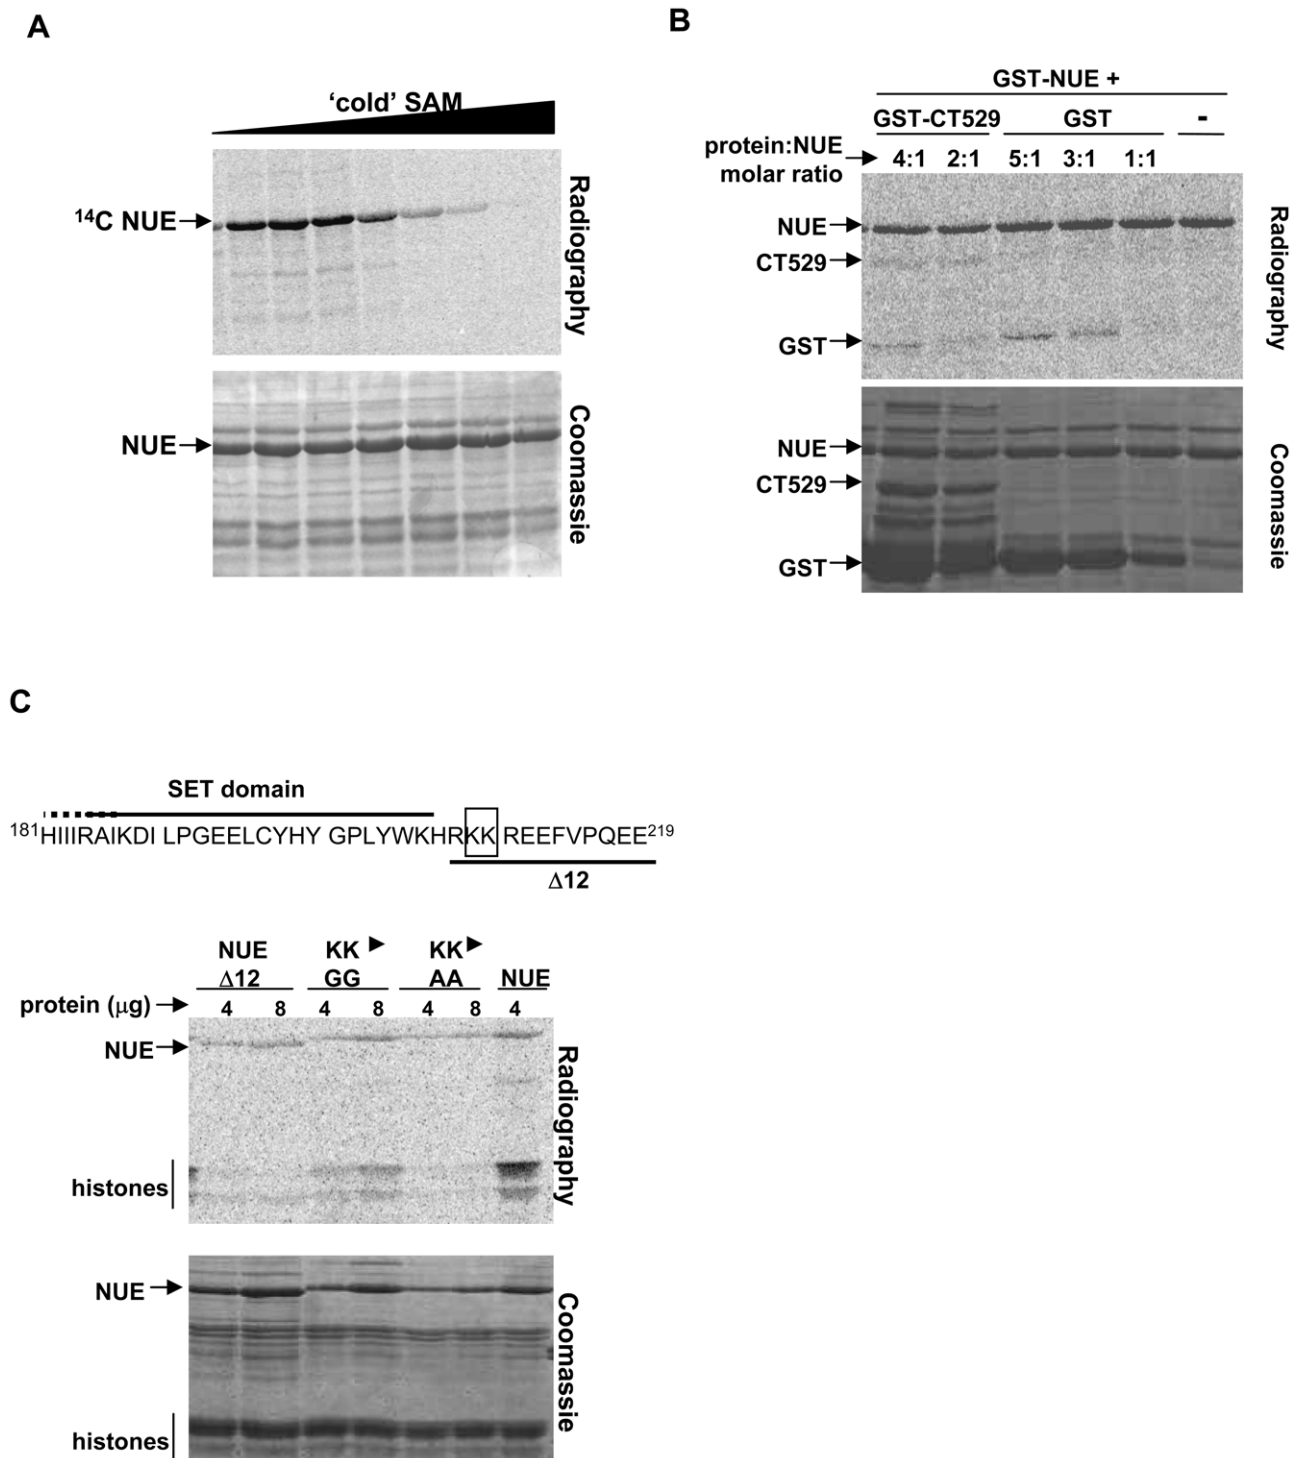 A
'cold' SAM
¹⁴C NUE
Radiography
NUE
Coomassie
B
GST-NUE +
GST-CT529 GST -
protein:NUE
molar ratio
4:1 2:1 5:1 3:1 1:1
NUE
CT529
GST
Radiography
NUE
CT529
GST
Coomassie
C
SET domain
¹⁸¹HIIIRAIKDI LPGEELCYHY GPLYWKHRKK REEFVPQEE²¹⁹
Δ12
NUE KK ► KK ►
Δ12 GG AA NUE
protein (μg) 4 8 4 8 4 8 4
NUE
histones
Radiography
NUE
histones
Coomassie